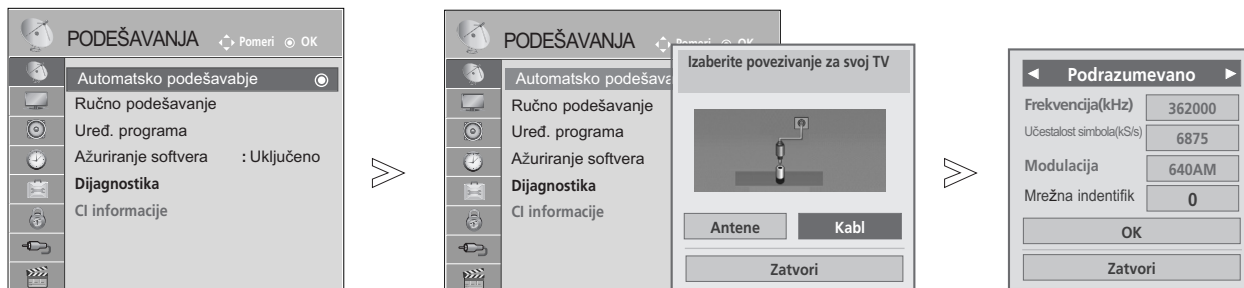 PODEŠAVANJA Pomeri OK
Automatsko podešavabje
Ručno podešavanje
Uređ. programa
Ažuriranje softvera : Uključeno
Dijagnostika
CI informacije
PODEŠAVANJA Pomeri OK
Automatsko podešava
Ručno podešavanje
Uređ. programa
Ažuriranje softvera
Dijagnostika
CI informacije
Izaberite povezivanje za svoj TV
Antene Kabl
Zatvori
Podrazumevano
Frekvencija(kHz) 362000
Učestalost simbola(kS/s) 6875
Modulacija 640AM
Mrežna indentifik 0
OK
Zatvori